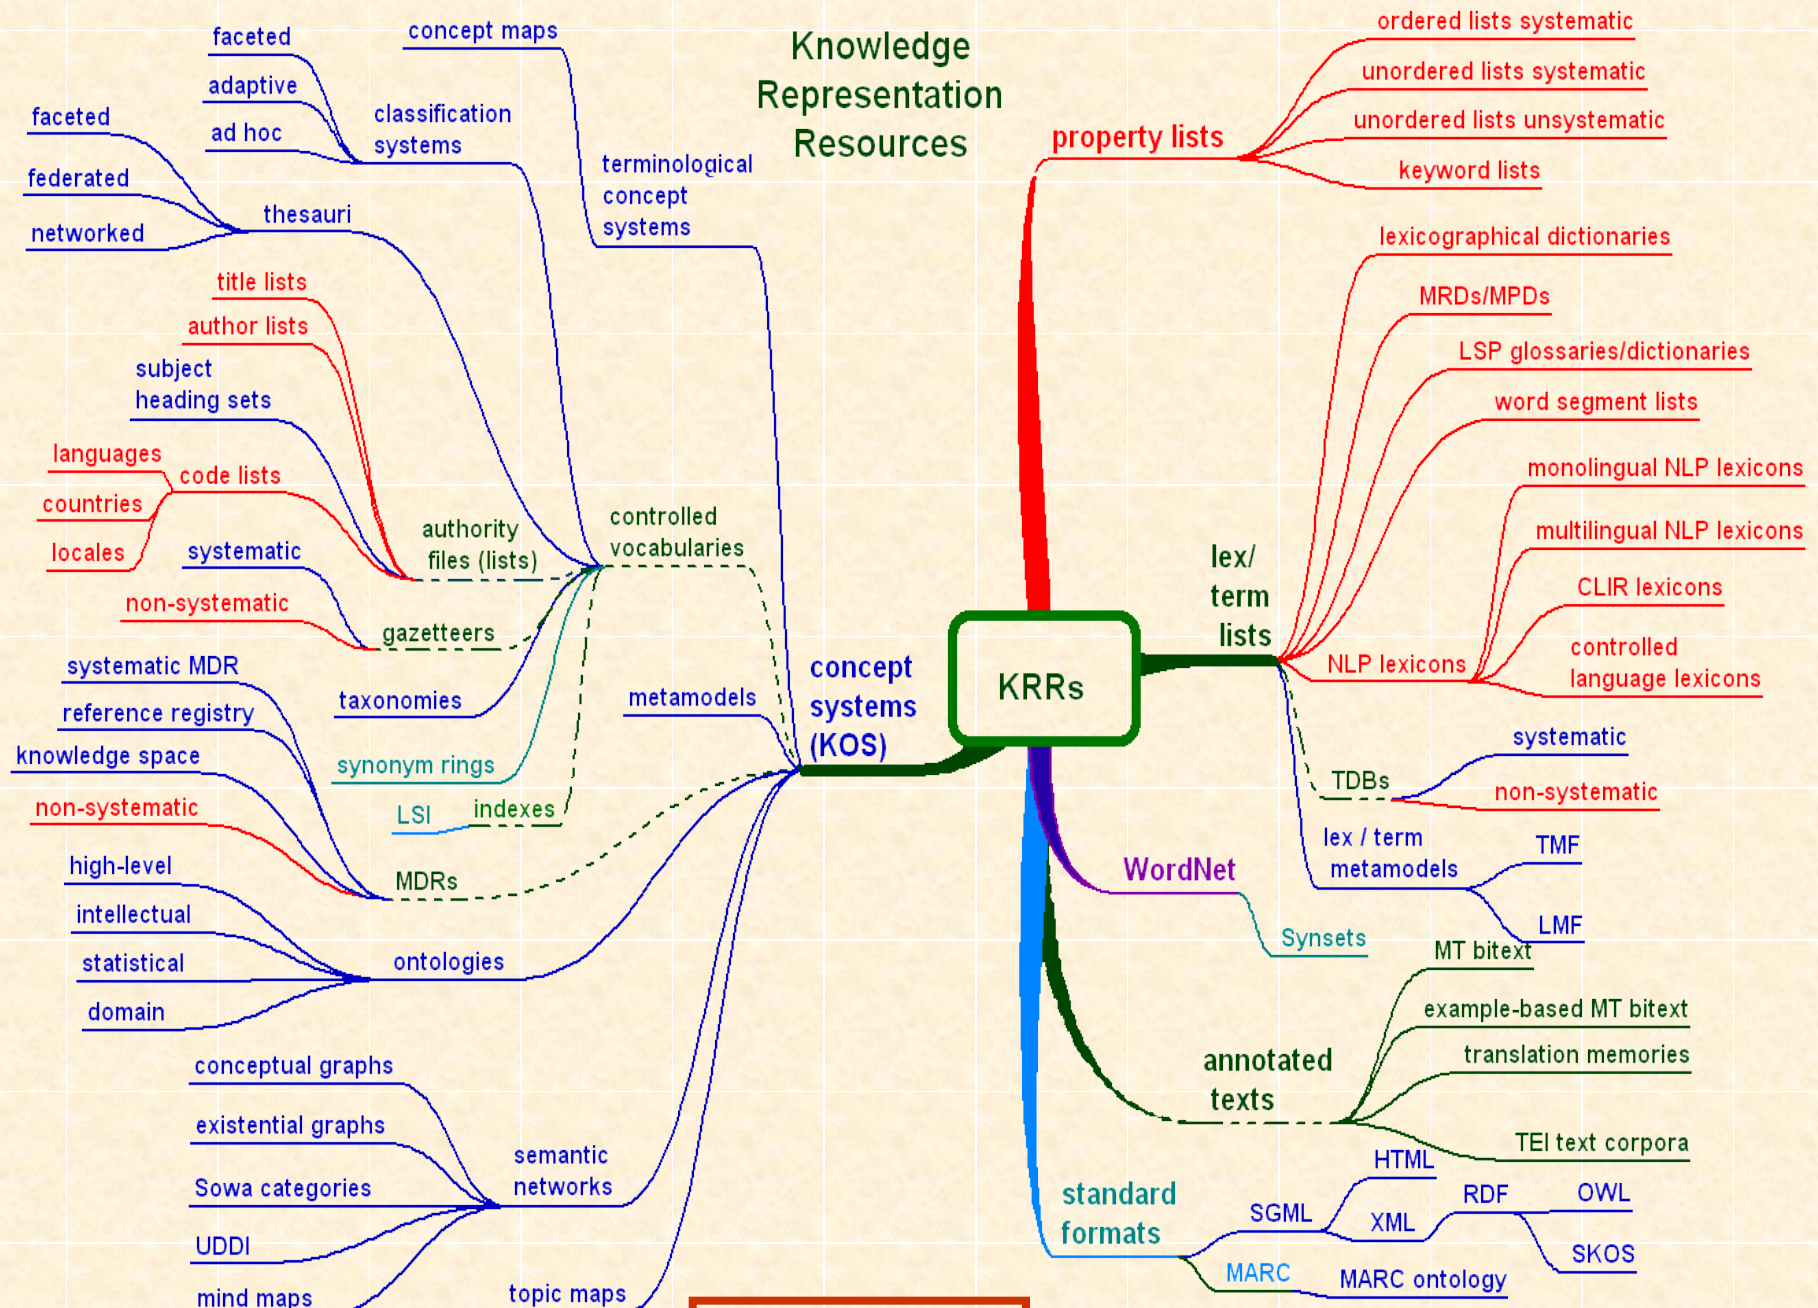 Knowledge
Representation
Resources
KRRs
property lists
ordered lists systematic
unordered lists systematic
unordered lists unsystematic
keyword lists
lex/
term
lists
lexicographical dictionaries
MRDs/MPDs
LSP glossaries/dictionaries
word segment lists
NLP lexicons
monolingual NLP lexicons
multilingual NLP lexicons
CLIR lexicons
controlled
language lexicons
TDBs
systematic
non-systematic
lex / term
metamodels
TMF
LMF
WordNet
Synsets
annotated
texts
MT bitext
example-based MT bitext
translation memories
TEI text corpora
standard
formats
SGML
HTML
XML
RDF
OWL
SKOS
MARC
MARC ontology
concept
systems
(KOS)
terminological
concept
systems
concept maps
controlled
vocabularies
classification
systems
faceted
adaptive
ad hoc
thesauri
faceted
federated
networked
authority
files (lists)
title lists
author lists
subject
heading sets
code lists
languages
countries
locales
gazetteers
systematic
non-systematic
taxonomies
synonym rings
indexes
LSI
metamodels
MDRs
systematic MDR
reference registry
knowledge space
non-systematic
ontologies
high-level
intellectual
statistical
domain
semantic
networks
conceptual graphs
existential graphs
Sowa categories
UDDI
mind maps
topic maps